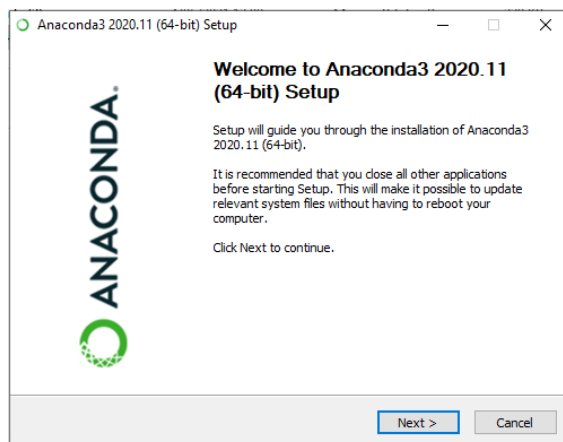 Anaconda3 2020.11 (64-bit) Setup
Welcome to Anaconda3 2020.11
(64-bit) Setup
Setup will guide you through the installation of Anaconda3
2020.11 (64-bit).
It is recommended that you close all other applications
before starting Setup. This will make it possible to update
relevant system files without having to reboot your
computer.
Click Next to continue.
ANACONDA.
Next >
Cancel